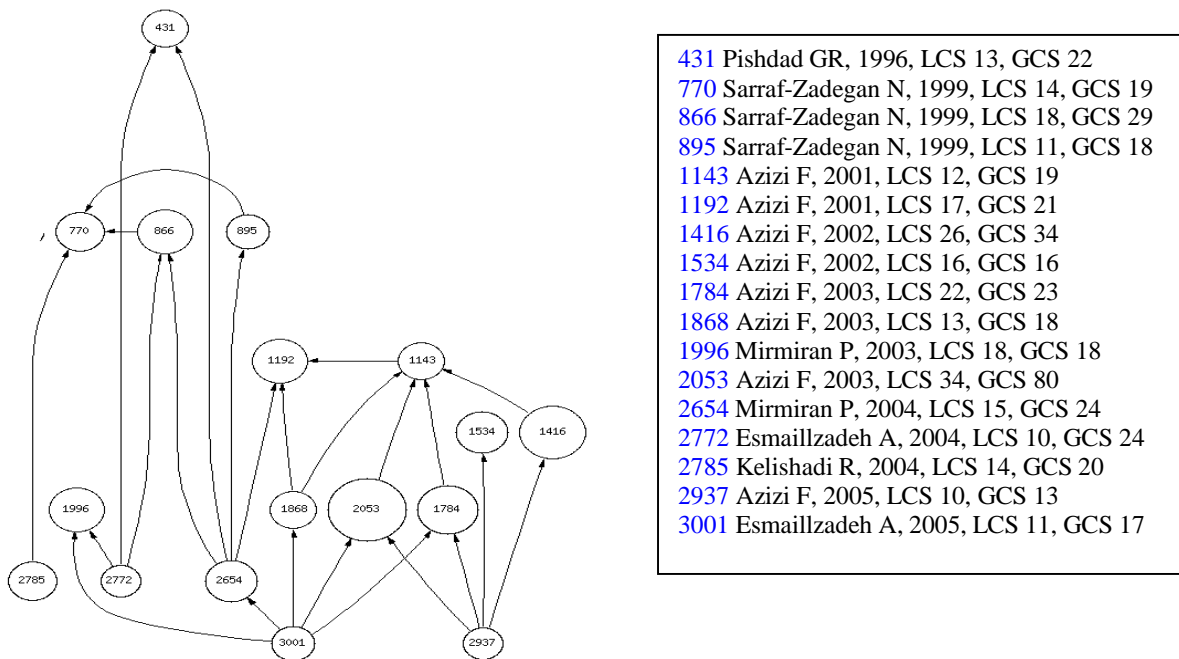 431
770
866
895
1192
1143
1534
1416
1996
1868
2053
1784
2785
2772
2654
3001
2937
431 Pishdad GR, 1996, LCS 13, GCS 22
770 Sarraf-Zadegan N, 1999, LCS 14, GCS 19
866 Sarraf-Zadegan N, 1999, LCS 18, GCS 29
895 Sarraf-Zadegan N, 1999, LCS 11, GCS 18
1143 Azizi F, 2001, LCS 12, GCS 19
1192 Azizi F, 2001, LCS 17, GCS 21
1416 Azizi F, 2002, LCS 26, GCS 34
1534 Azizi F, 2002, LCS 16, GCS 16
1784 Azizi F, 2003, LCS 22, GCS 23
1868 Azizi F, 2003, LCS 13, GCS 18
1996 Mirmiran P, 2003, LCS 18, GCS 18
2053 Azizi F, 2003, LCS 34, GCS 80
2654 Mirmiran P, 2004, LCS 15, GCS 24
2772 Esmaillzadeh A, 2004, LCS 10, GCS 24
2785 Kelishadi R, 2004, LCS 14, GCS 20
2937 Azizi F, 2005, LCS 10, GCS 13
3001 Esmaillzadeh A, 2005, LCS 11, GCS 17